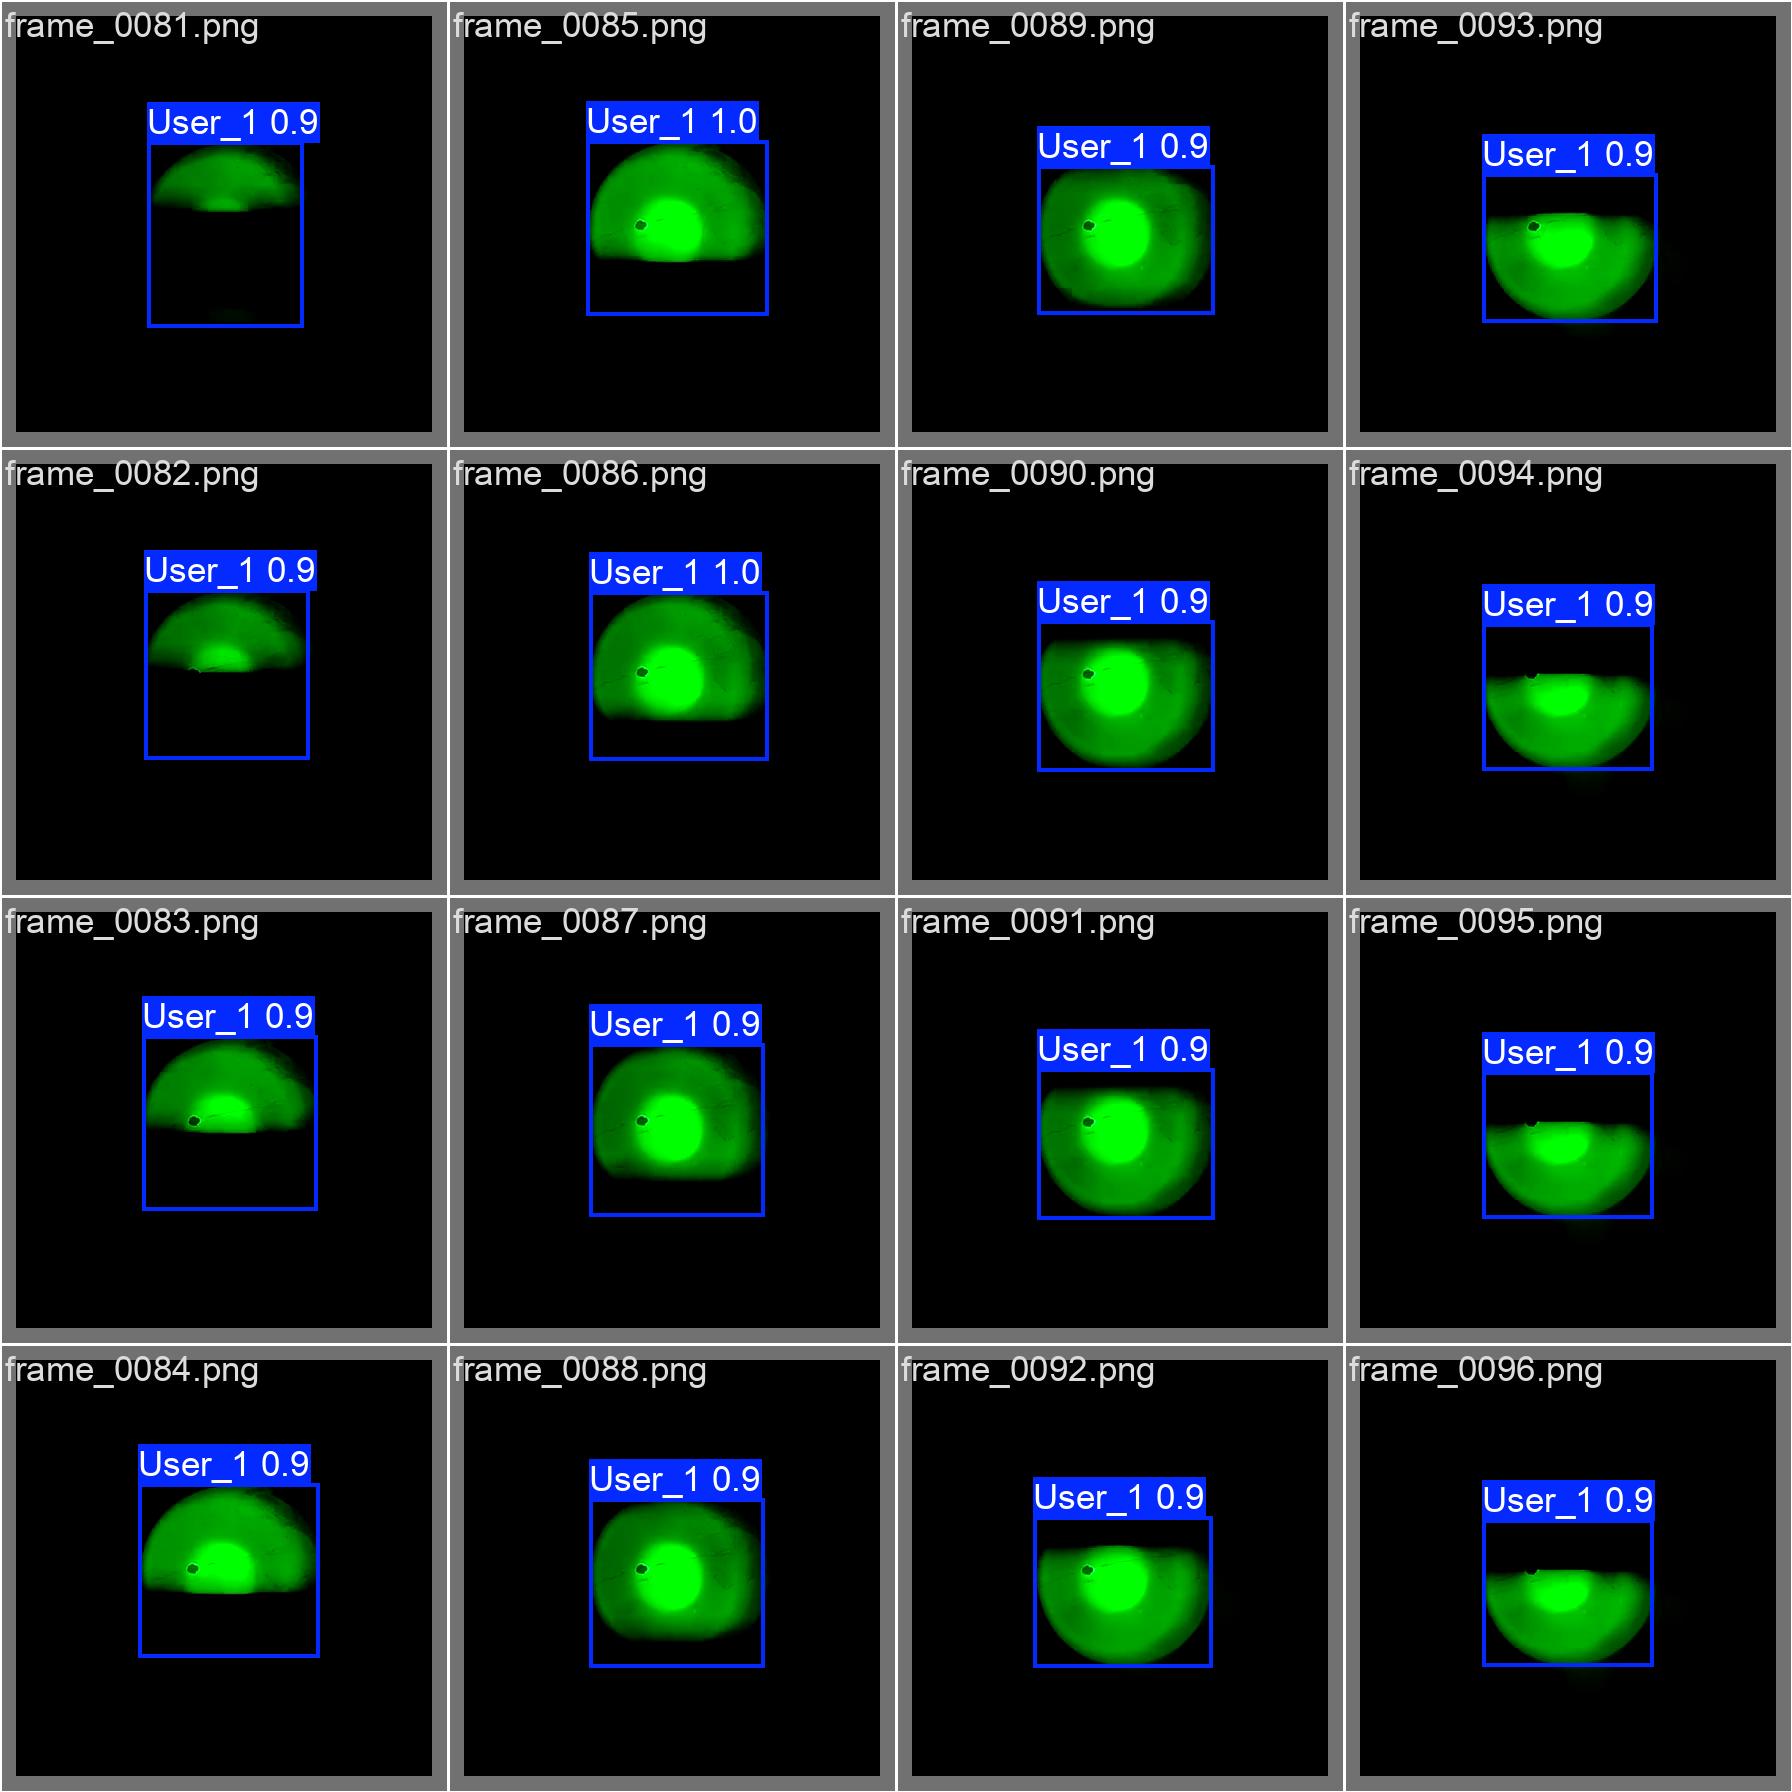 frame_0081.png
frame_0085.png
frame_0089.png
frame_0093.png
User_1 0.9
User_1 1.0
User_1 0.9
User_1 0.9
frame_0082.png
frame_0086.png
frame_0090.png
frame_0094.png
User_1 0.9
User_1 1.0
User_1 0.9
User_1 0.9
frame_0083.png
frame_0087.png
frame_0091.png
frame_0095.png
User_1 0.9
User_1 0.9
User_1 0.9
User_1 0.9
frame_0084.png
frame_0088.png
frame_0092.png
frame_0096.png
User_1 0.9
User_1 0.9
User_1 0.9
User_1 0.9